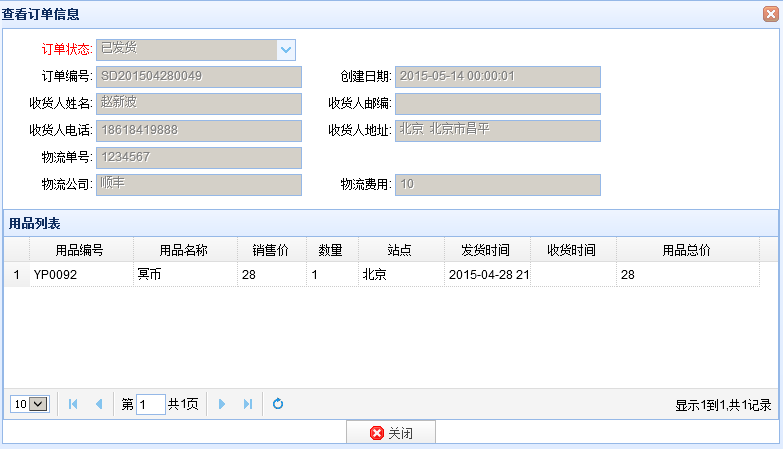 查看订单信息
订单状态: 已发货
订单编号: SD201504280049 创建日期: 2015-05-14 00:00:01
收货人姓名: 赵新波 收货人邮编:
收货人电话: 18618419888 收货人地址: 北京 北京市昌平
物流单号: 1234567
物流公司: 顺丰 物流费用: 10
用品列表
用品编号 用品名称 销售价 数量 站点 发货时间 收货时间 用品总价
1 YP0092 冥币 28 1 北京 2015-04-28 21 28
10 第 1 共1页 显示1到1,共1记录
关闭